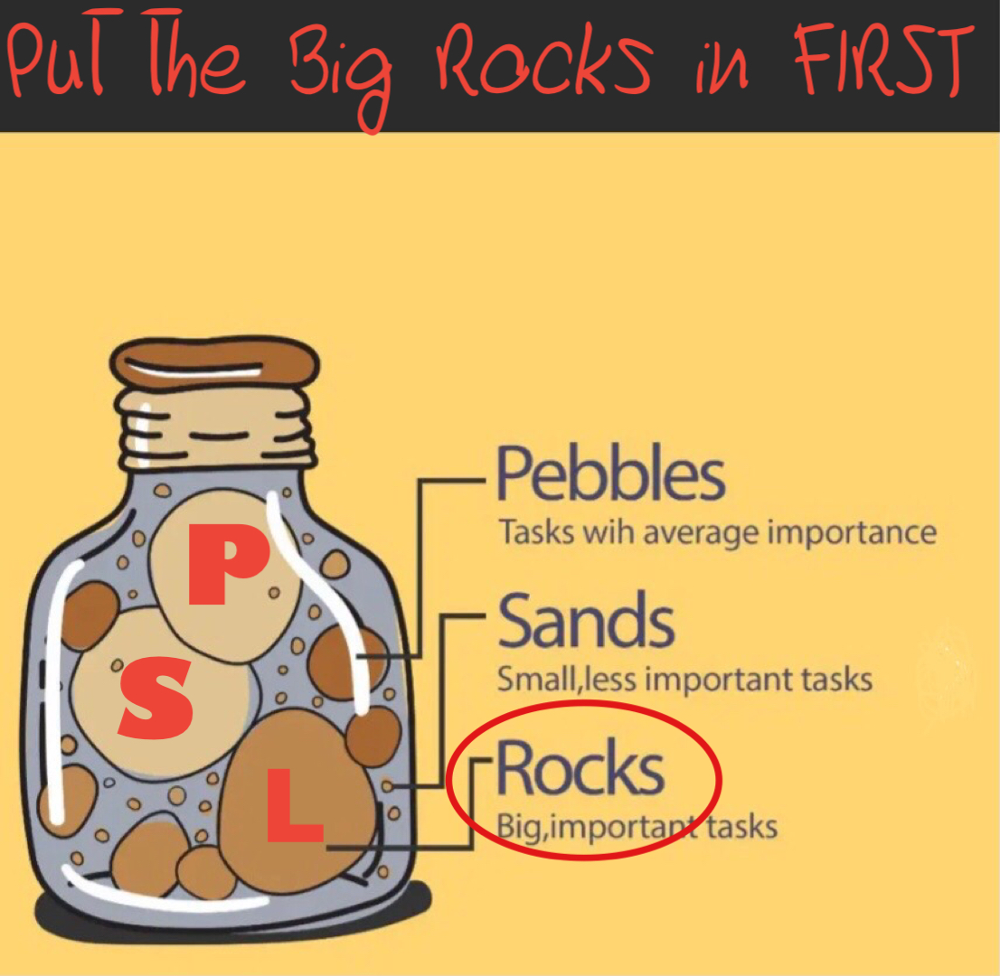 Put The Big Rocks in FIRST
Pebbles
Tasks wih average importance
P
Sands
Small,less important tasks
S
Rocks
L
Big,important tasks